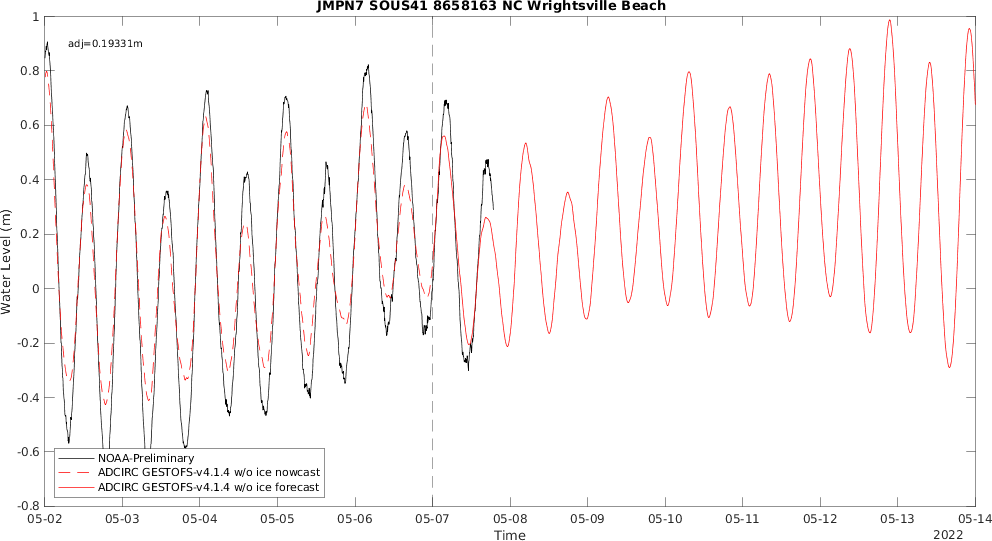 JMPN7 SOUS41 8658163 NC Wrightsville Beach
1
adj=0.19331m
0.8
0.6
0.4
0.2
0
-0.2
-0.4
-0.6
-0.8
Water Level (m)
NOAA-Preliminary
ADCIRC GESTOFS-v4.1.4 w/o ice nowcast
ADCIRC GESTOFS-v4.1.4 w/o ice forecast
05-02 05-03 05-04 05-05 05-06 05-07 05-08 05-09 05-10 05-11 05-12 05-13 05-14
Time
2022